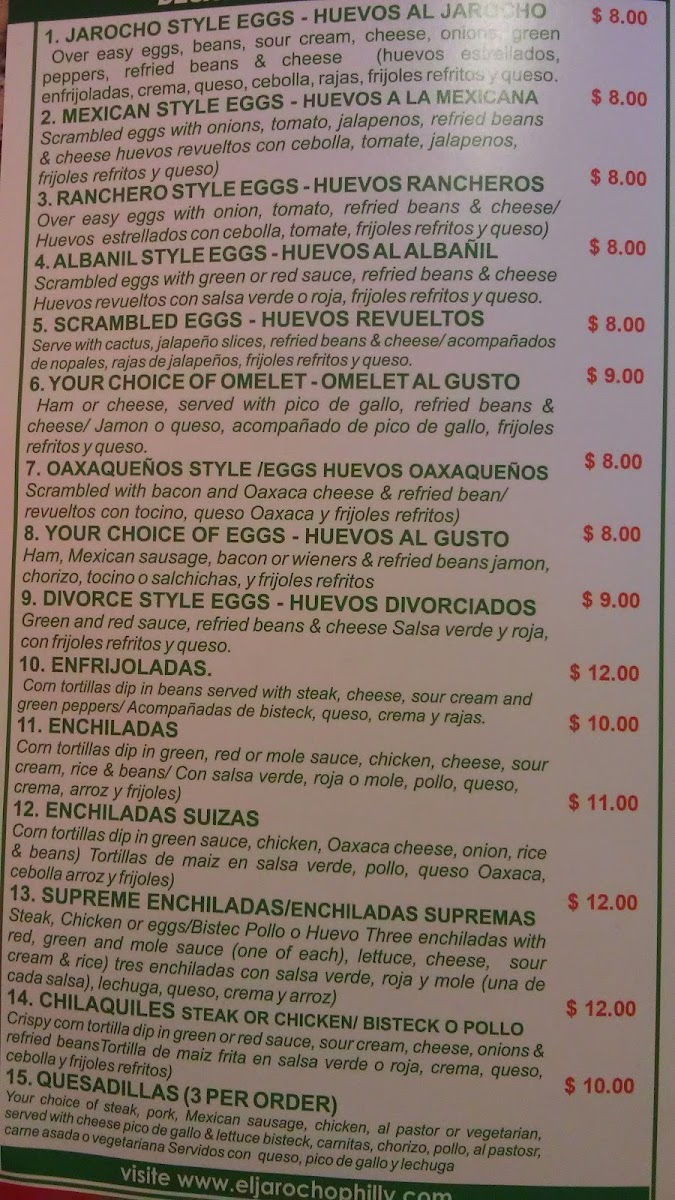 1. JAROCHO STYLE EGGS - HUEVOS AL JAROCHO $ 8.00
Over easy eggs, beans, sour cream, cheese, onions, green
peppers, refried beans & cheese (huevos estrellados,
enfrijoladas, crema, queso, cebolla, rajas, frijoles refritos y queso.
2. MEXICAN STYLE EGGS - HUEVOS A LA MEXICANA $ 8.00
Scrambled eggs with onions, tomato, jalapenos, refried beans
& cheese huevos revueltos con cebolla, tomate, jalapenos,
frijoles refritos y queso)
3. RANCHERO STYLE EGGS - HUEVOS RANCHEROS $ 8.00
Over easy eggs with onion, tomato, refried beans & cheese/
Huevos estrellados con cebolla, tomate, frijoles refritos y queso)
4. ALBANIL STYLE EGGS - HUEVOS AL ALBAÑIL $ 8.00
Scrambled eggs with green or red sauce, refried beans & cheese
Huevos revueltos con salsa verde o roja, frijoles refritos y queso.
5. SCRAMBLED EGGS - HUEVOS REVUELTOS $ 8.00
Serve with cactus, jalapeño slices, refried beans & cheese/ acompañados
de nopales, rajas de jalapeños, frijoles refritos y queso.
6. YOUR CHOICE OF OMELET - OMELET AL GUSTO $ 9.00
Ham or cheese, served with pico de gallo, refried beans &
cheese/ Jamon o queso, acompañado de pico de gallo, frijoles
refritos y queso.
7. OAXAQUEÑOS STYLE /EGGS HUEVOS OAXAQUEÑOS $ 8.00
Scrambled with bacon and Oaxaca cheese & refried bean/
revueltos con tocino, queso Oaxaca y frijoles refritos)
8. YOUR CHOICE OF EGGS - HUEVOS AL GUSTO $ 8.00
Ham, Mexican sausage, bacon or wieners & refried beans jamon,
chorizo, tocino o salchichas, y frijoles refritos
9. DIVORCE STYLE EGGS - HUEVOS DIVORCIADOS $ 9.00
Green and red sauce, refried beans & cheese Salsa verde y roja,
con frijoles refritos y queso.
10. ENFRIJOLADAS. $ 12.00
Corn tortillas dip in beans served with steak, cheese, sour cream and
green peppers/ Acompañadas de bisteck, queso, crema y rajas.
11. ENCHILADAS $ 10.00
Corn tortillas dip in green, red or mole sauce, chicken, cheese, sour
cream, rice & beans/ Con salsa verde, roja o mole, pollo, queso,
crema, arroz y frijoles)
12. ENCHILADAS SUIZAS $ 11.00
Corn tortillas dip in green sauce, chicken, Oaxaca cheese, onion, rice
& beans) Tortillas de maiz en salsa verde, pollo, queso Oaxaca,
cebolla arroz y frijoles)
13. SUPREME ENCHILADAS/ENCHILADAS SUPREMAS $ 12.00
Steak, Chicken or eggs/Bistec Pollo o Huevo Three enchiladas with
red, green and mole sauce (one of each), lettuce, cheese, sour
cream & rice) tres enchiladas con salsa verde, roja y mole (una de
cada salsa), lechuga, queso, crema y arroz)
14. CHILAQUILES STEAK OR CHICKEN/ BISTECK O POLLO $ 12.00
Crispy corn tortilla dip in green or red sauce, sour cream, cheese, onions &
refried beansTortilla de maiz frita en salsa verde o roja, crema, queso,
cebolla y frijoles refritos)
15. QUESADILLAS (3 PER ORDER) $ 10.00
Your choice of steak, pork, Mexican sausage, chicken, al pastor or vegetarian,
served with cheese pico de gallo & lettuce bisteck, carnitas, chorizo, pollo, al pastosr,
carne asada o vegetariana Servidos con queso, pico de gallo y lechuga
visite www.eljarochophilly.com